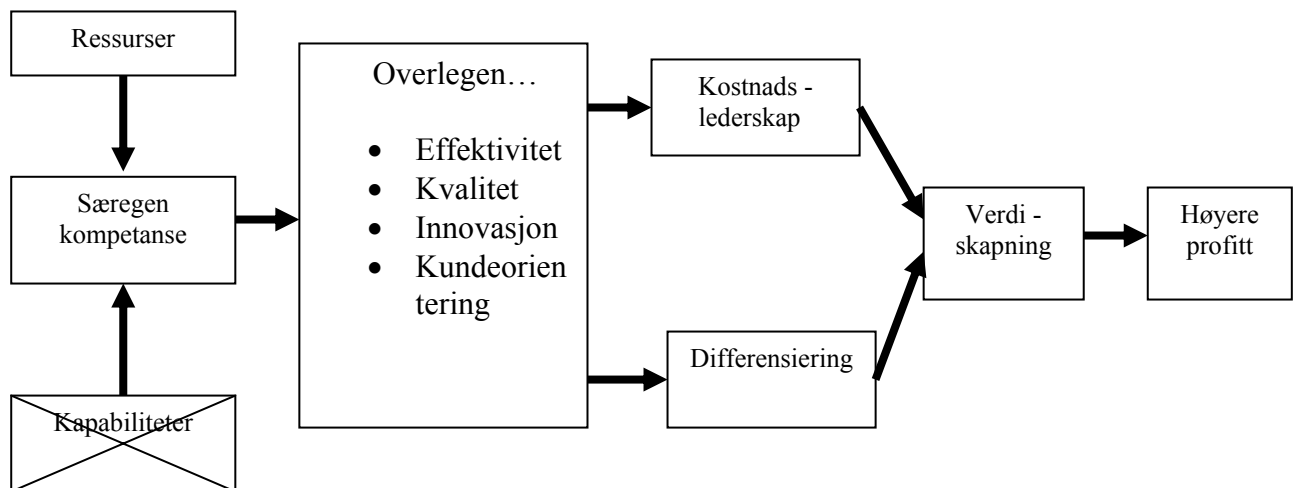 Ressurser
Særegen
kompetanse
Kapabiliteter
Overlegen…
• Effektivitet
• Kvalitet
• Innovasjon
• Kundeorien
tering
Kostnads -
lederskap
Differensiering
Verdi -
skapning
Høyere
profitt